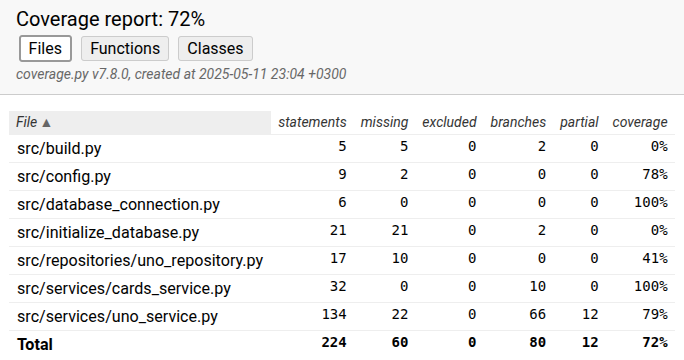 Coverage report: 72%
Files Functions Classes
coverage.py v7.8.0, created at 2025-05-11 23:04 +0300
File ▲ statements missing excluded branches partial coverage
src/build.py 5 5 0 2 0 0%
src/config.py 9 2 0 0 0 78%
src/database_connection.py 6 0 0 0 0 100%
src/initialize_database.py 21 21 0 2 0 0%
src/repositories/uno_repository.py 17 10 0 0 0 41%
src/services/cards_service.py 32 0 0 10 0 100%
src/services/uno_service.py 134 22 0 66 12 79%
Total 224 60 0 80 12 72%